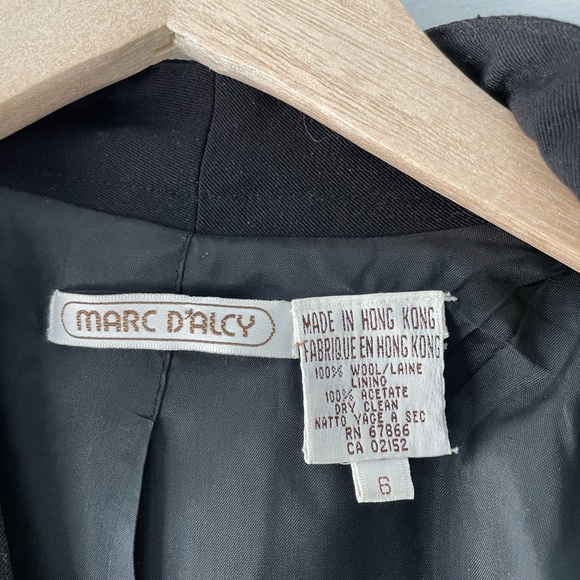 MARC D'ALCY
MADE IN HONG KONG
FABRIQUE EN HONG KONG
100% WOOL/LAINE
LINING
100% ACETATE
DRY CLEAN
NATTO YAGE A SEC
RN 67866
CA 02152
6